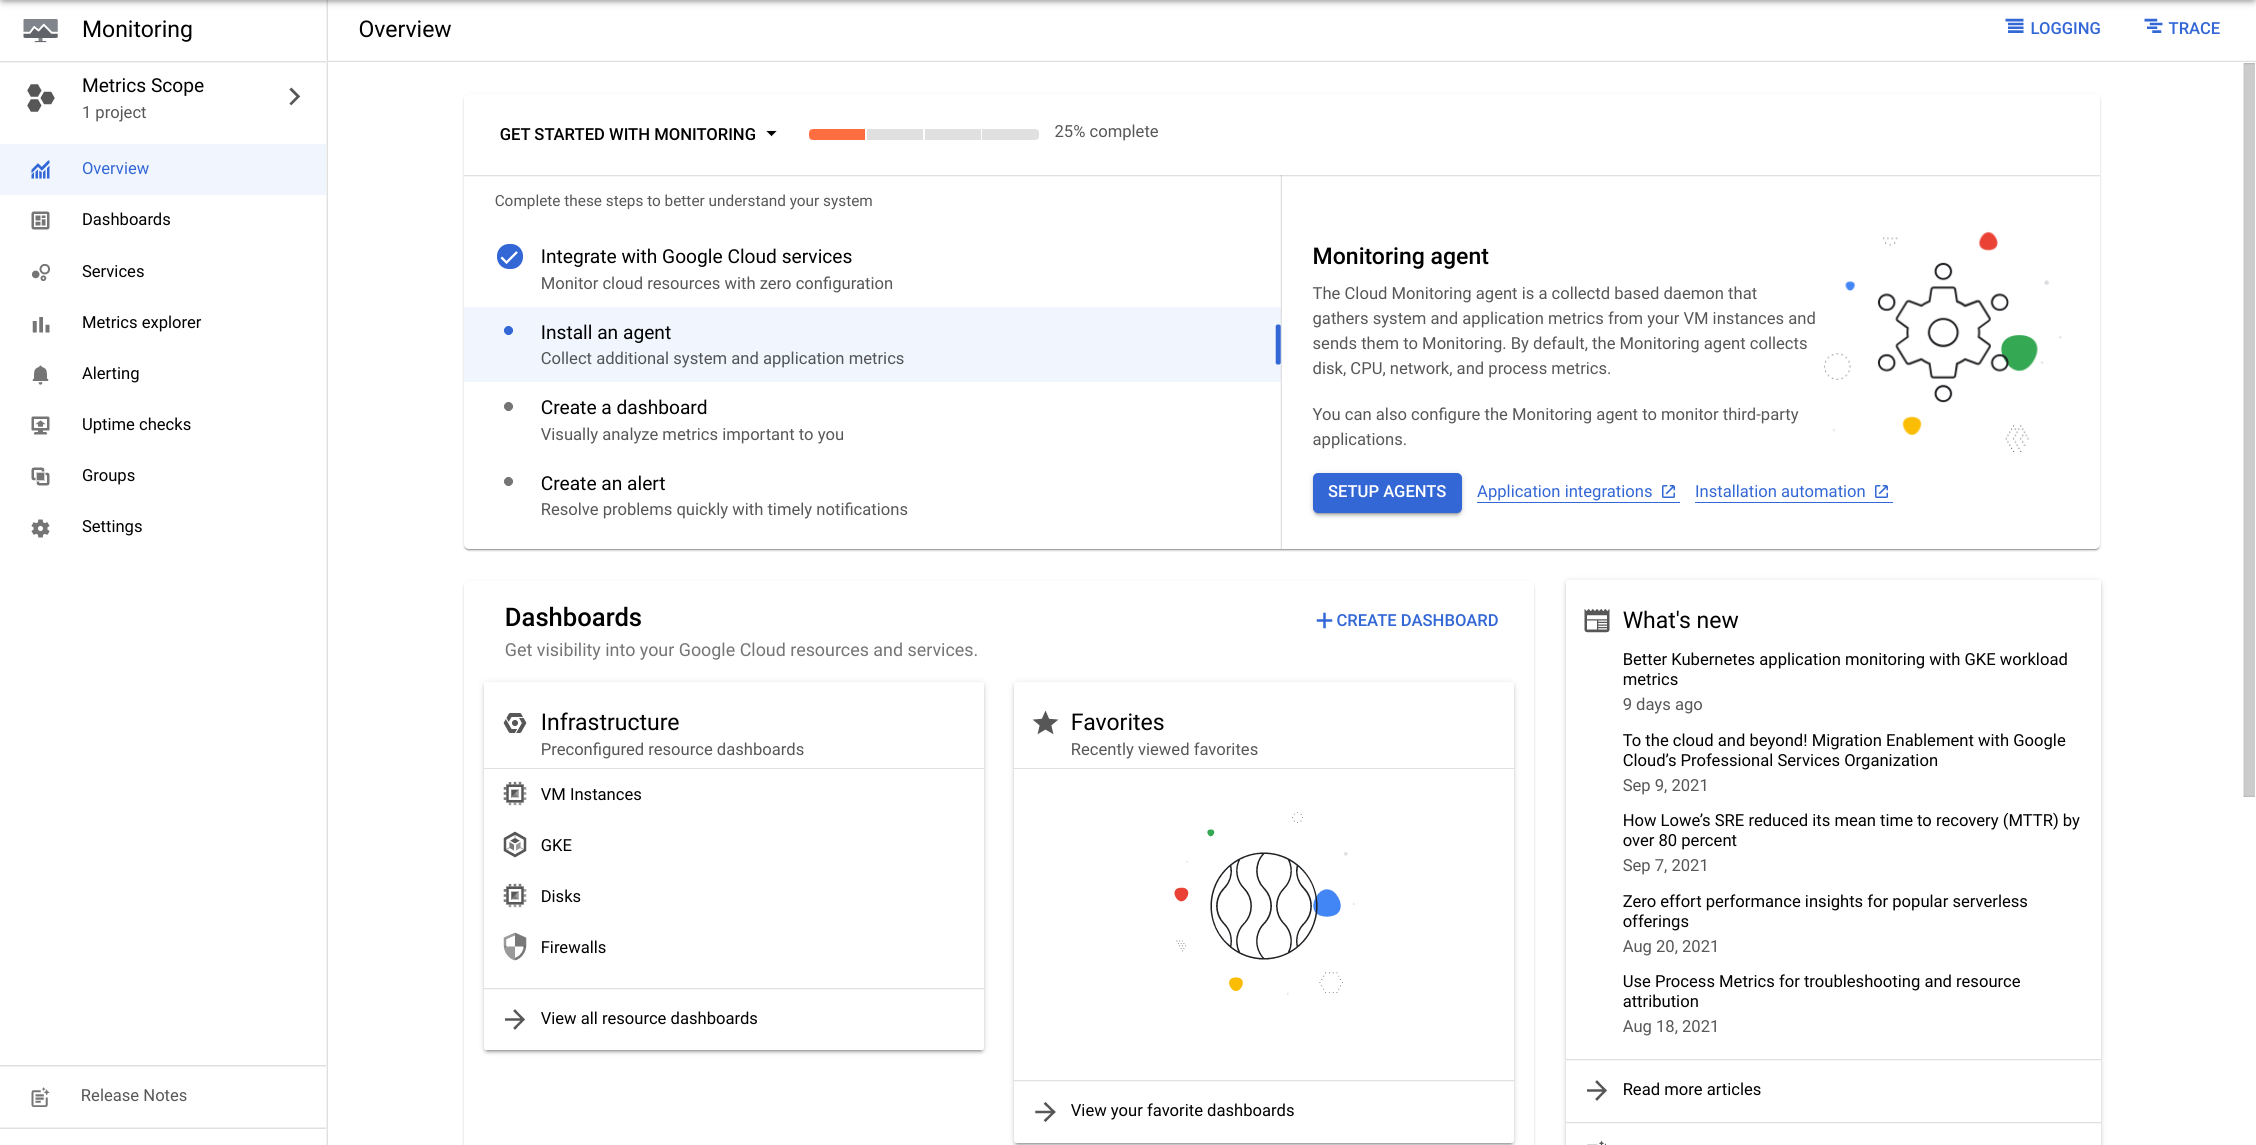 Monitoring
Overview
LOGGING
TRACE
Metrics Scope
1 project
Overview
Dashboards
Services
Metrics explorer
Alerting
Uptime checks
Groups
Settings
Release Notes
GET STARTED WITH MONITORING
25% complete
Complete these steps to better understand your system
Integrate with Google Cloud services
Monitor cloud resources with zero configuration
Install an agent
Collect additional system and application metrics
Create a dashboard
Visually analyze metrics important to you
Create an alert
Resolve problems quickly with timely notifications
Monitoring agent
The Cloud Monitoring agent is a collectd based daemon that
gathers system and application metrics from your VM instances and
sends them to Monitoring. By default, the Monitoring agent collects
disk, CPU, network, and process metrics.
You can also configure the Monitoring agent to monitor third-party
applications.
SETUP AGENTS
Application integrations
Installation automation
Dashboards
Get visibility into your Google Cloud resources and services.
CREATE DASHBOARD
Infrastructure
Preconfigured resource dashboards
VM Instances
GKE
Disks
Firewalls
View all resource dashboards
Favorites
Recently viewed favorites
View your favorite dashboards
What's new
Better Kubernetes application monitoring with GKE workload
metrics
9 days ago
To the cloud and beyond! Migration Enablement with Google
Cloud’s Professional Services Organization
Sep 9, 2021
How Lowe’s SRE reduced its mean time to recovery (MTTR) by
over 80 percent
Sep 7, 2021
Zero effort performance insights for popular serverless
offerings
Aug 20, 2021
Use Process Metrics for troubleshooting and resource
attribution
Aug 18, 2021
Read more articles